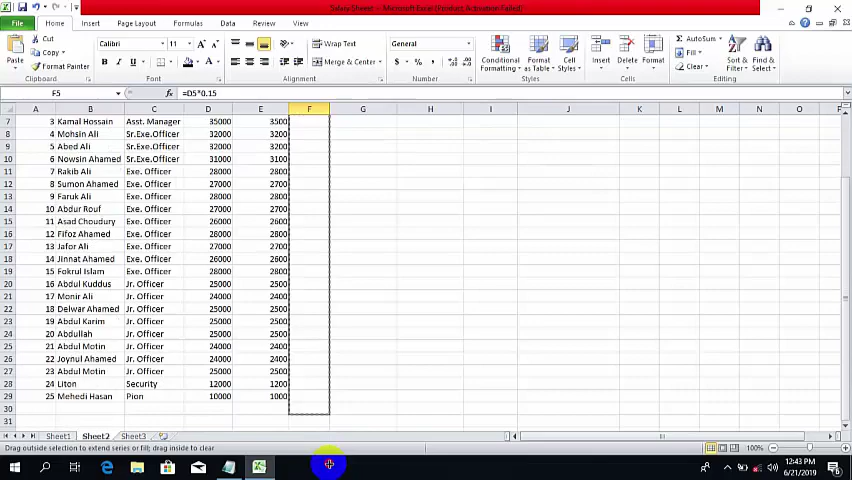 Salary Sheeet - Microsoft Excel (Product Activation Failed)
File Home Insert Page Layout Formulas Data Review View
Paste Cut Copy Format Painter Clipboard
Calibri 11 B I U Font
Wrap Text Merge & Center Alignment
General $ % , Number
Conditional Formatting Format as Table Cell Styles Styles
Insert Delete Format Cells
Σ AutoSum Fill Clear Sort & Filter Find & Select Editing
F5 fx =D5*0.15
A B C D E F G H I J K L M N O P
7 3 Kamal Hossain Asst. Manager 35000 3500
8 4 Mohsin Ali Sr.Exe.Officer 32000 3200
9 5 Abed Ali Sr.Exe.Officer 32000 3200
10 6 Nowsin Ahamed Sr.Exe.Officer 31000 3100
11 7 Rakib Ali Exe. Officer 28000 2800
12 8 Sumon Ahamed Exe. Officer 27000 2700
13 9 Faruk Ali Exe. Officer 28000 2800
14 10 Abdur Rouf Exe. Officer 27000 2700
15 11 Asad Choudury Exe. Officer 26000 2600
16 12 Fifoz Ahamad Exe. Officer 28000 2800
17 13 Jafor Ali Exe. Officer 27000 2700
18 14 Jinnat Ahamed Exe. Officer 26000 2600
19 15 Fokrul Islam Exe. Officer 28000 2800
20 16 Abdul Kuddus Jr. Officer 25000 2500
21 17 Monir Ali Jr. Officer 24000 2400
22 18 Delwar Ahamed Jr. Officer 25000 2500
23 19 Abdul Karim Jr. Officer 25000 2500
24 20 Abdullah Jr. Officer 25000 2500
25 21 Abdul Motin Jr. Officer 24000 2400
26 22 Joynul Ahamed Jr. Officer 24000 2400
27 23 Abdul Motin Jr. Officer 25000 2500
28 24 Liton Security 12000 1200
29 25 Mehedi Hasan Pion 10000 1000
30
31
Sheet1 Sheet2 Sheet3
Drag outside selection to extend series or fill; drag inside to clear 100%
12:43 PM
6/21/2019